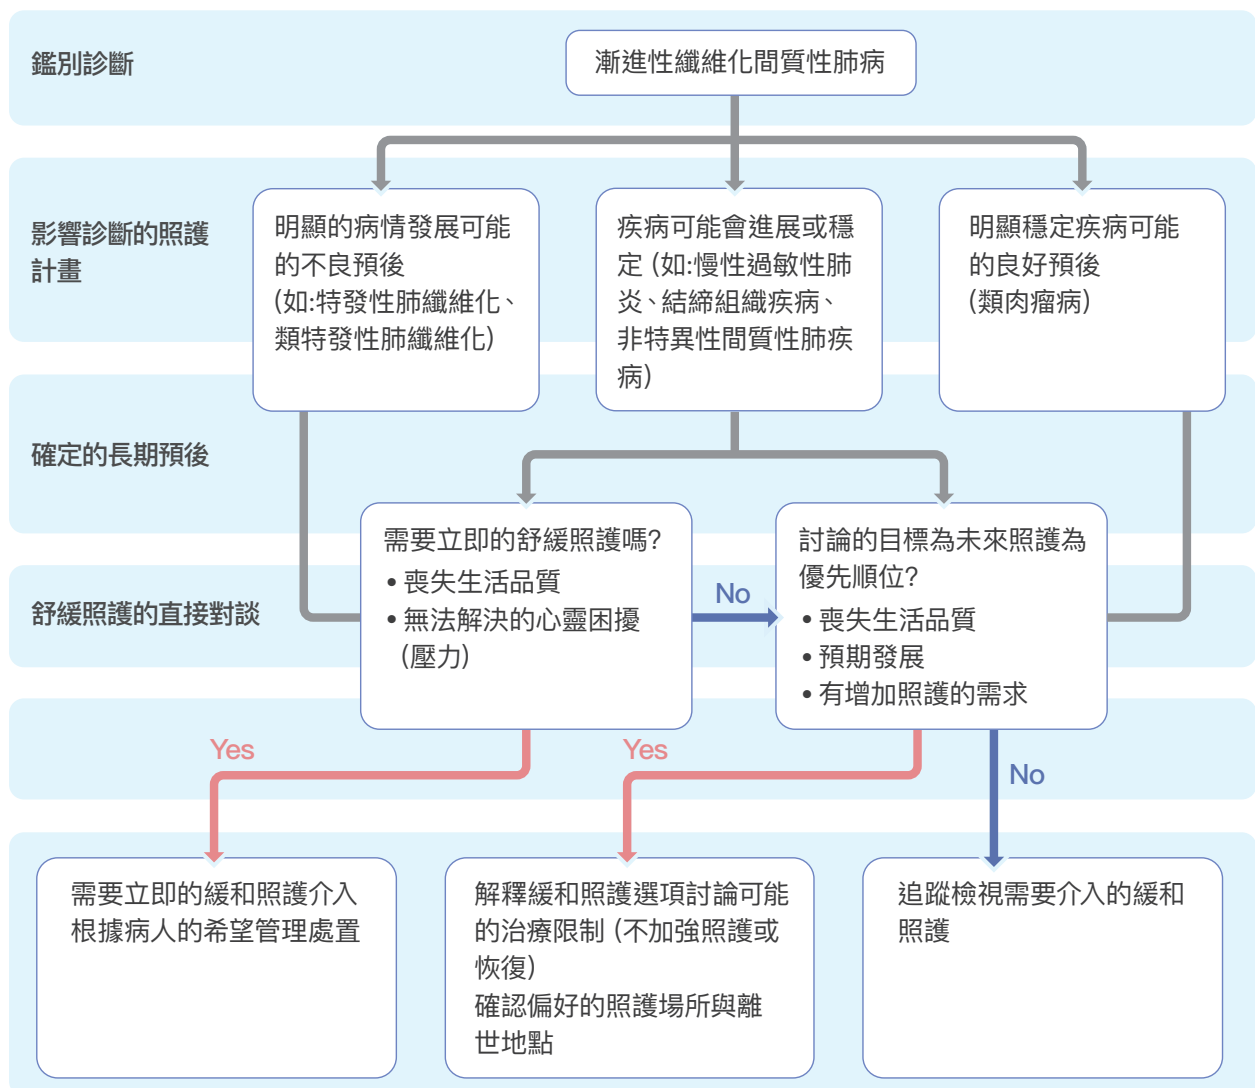 鑑別診斷
漸進性纖維化間質性肺病
影響診斷的照護
計畫
明顯的病情發展可能
的不良預後
(如:特發性肺纖維化、
類特發性肺纖維化)
疾病可能會進展或穩
定 (如:慢性過敏性肺
炎、結締組織疾病、
非特異性間質性肺疾
病)
明顯穩定疾病可能
的良好預後
(類肉瘤病)
確定的長期預後
舒緩照護的直接對談
需要立即的舒緩照護嗎?
•喪失生活品質
•無法解決的心靈困擾
(壓力)
No
討論的目標為未來照護為
優先順位?
•喪失生活品質
•預期發展
•有增加照護的需求
Yes
Yes
No
需要立即的緩和照護介入
根據病人的希望管理處置
解釋緩和照護選項討論可能
的治療限制 (不加強照護或
恢復)
確認偏好的照護場所與離
世地點
追蹤檢視需要介入的緩和
照護